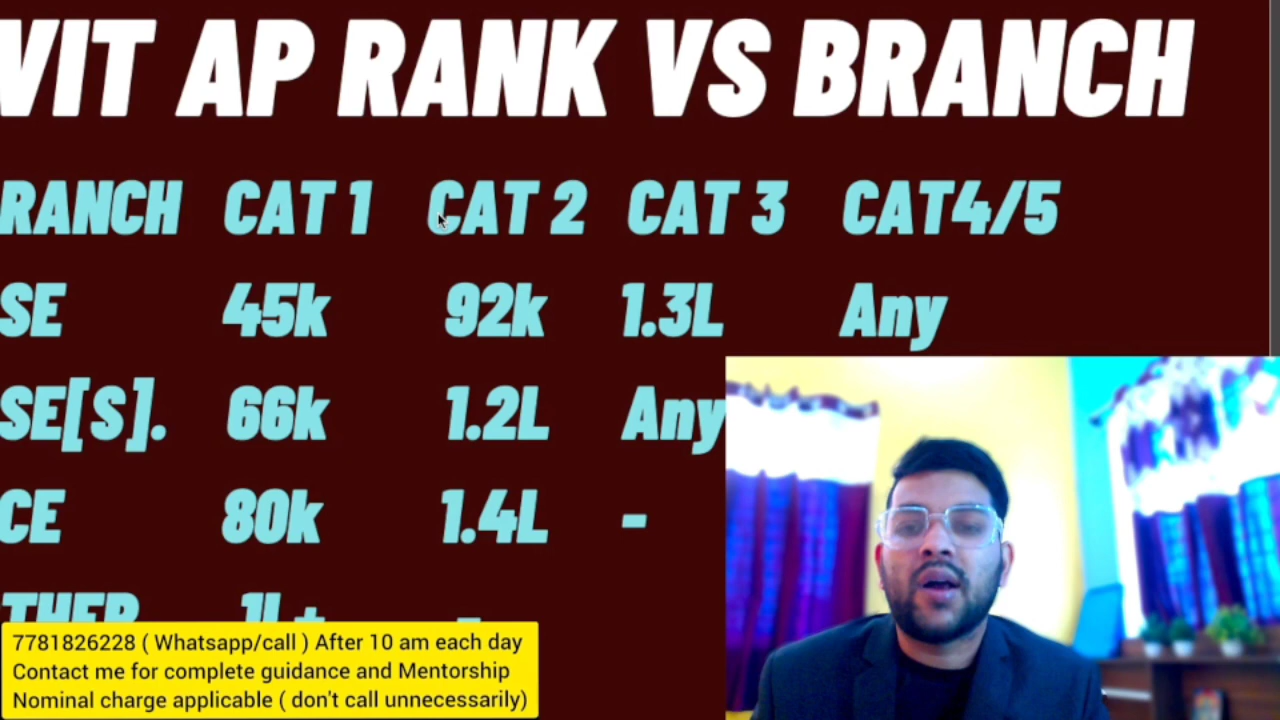 VIT AP RANK VS BRANCH
RANCH CAT 1 CAT 2 CAT 3 CAT4/5
SE 45k 92k 1.3L Any
SE[S]. 66k 1.2L Any
CE 80k 1.4L -
THER 1L+ -
7781826228 ( Whatsapp/call ) After 10 am each day
Contact me for complete guidance and Mentorship
Nominal charge applicable ( don't call unnecessarily)